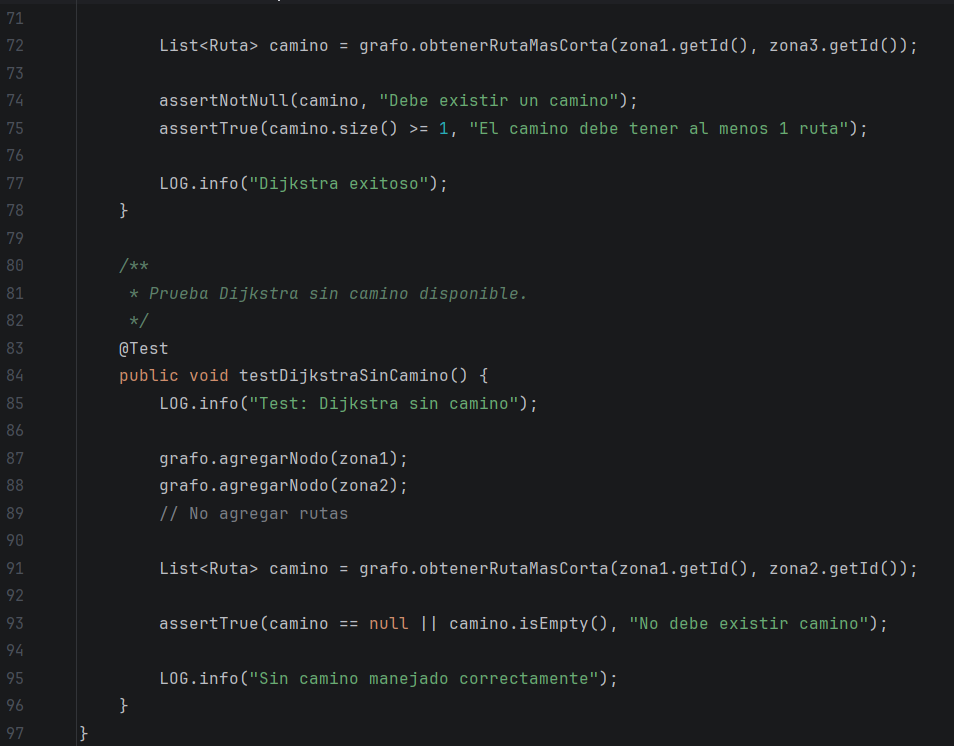 71
72 List<Ruta> camino = grafo.obtenerRutaMasCorta(zona1.getId(), zona3.getId());
73
74 assertNotNull(camino, "Debe existir un camino");
75 assertTrue(camino.size() >= 1, "El camino debe tener al menos 1 ruta");
76
77 LOG.info("Dijkstra exitoso");
78 }
79
80 /**
81 * Prueba Dijkstra sin camino disponible.
82 */
83 @Test
84 public void testDijkstraSinCamino() {
85 LOG.info("Test: Dijkstra sin camino");
86
87 grafo.agregarNodo(zona1);
88 grafo.agregarNodo(zona2);
89 // No agregar rutas
90
91 List<Ruta> camino = grafo.obtenerRutaMasCorta(zona1.getId(), zona2.getId());
92
93 assertTrue(camino == null || camino.isEmpty(), "No debe existir camino");
94
95 LOG.info("Sin camino manejado correctamente");
96 }
97 }